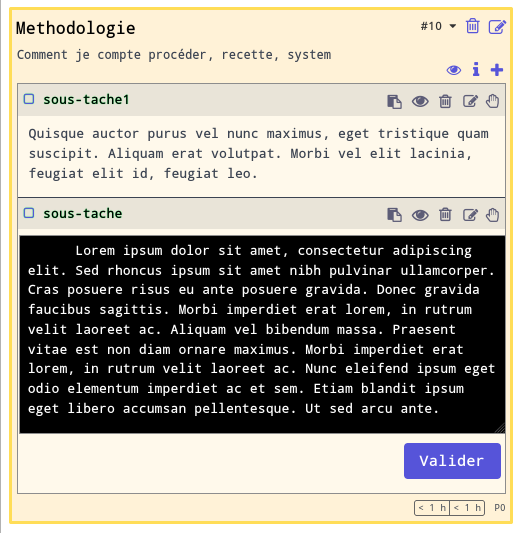 Methodologie
#10
Comment je compte procéder, recette, system
sous-tache1
Quisque auctor purus vel nunc maximus, eget tristique quam
suscipit. Aliquam erat volutpat. Morbi vel elit lacinia,
feugiat elit id, feugiat leo.
sous-tache
Lorem ipsum dolor sit amet, consectetur adipiscing
elit. Sed rhoncus ipsum sit amet nibh pulvinar ullamcorper.
Cras posuere risus eu ante posuere gravida. Donec gravida
faucibus sagittis. Morbi imperdiet erat lorem, in rutrum
velit laoreet ac. Aliquam vel bibendum massa. Praesent
vitae est non diam ornare maximus. Morbi imperdiet erat
lorem, in rutrum velit laoreet ac. Nunc eleifend ipsum eget
odio elementum imperdiet ac et sem. Etiam blandit ipsum
eget libero accumsan pellentesque. Ut sed arcu ante.
Valider
< 1 h < 1 h P0